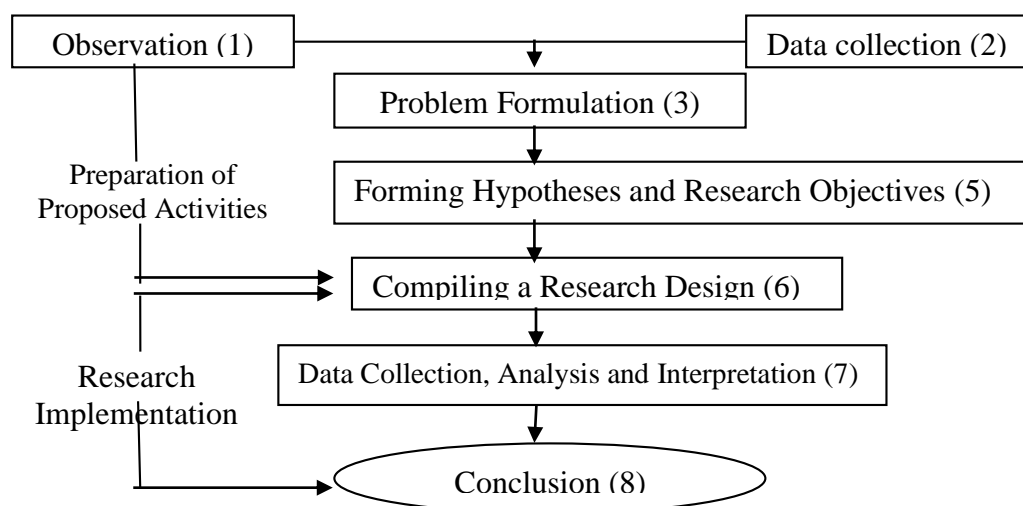 Observation (1)
Data collection (2)
Problem Formulation (3)
Preparation of
Proposed Activities
Forming Hypotheses and Research Objectives (5)
Compiling a Research Design (6)
Research
Implementation
Data Collection, Analysis and Interpretation (7)
Conclusion (8)